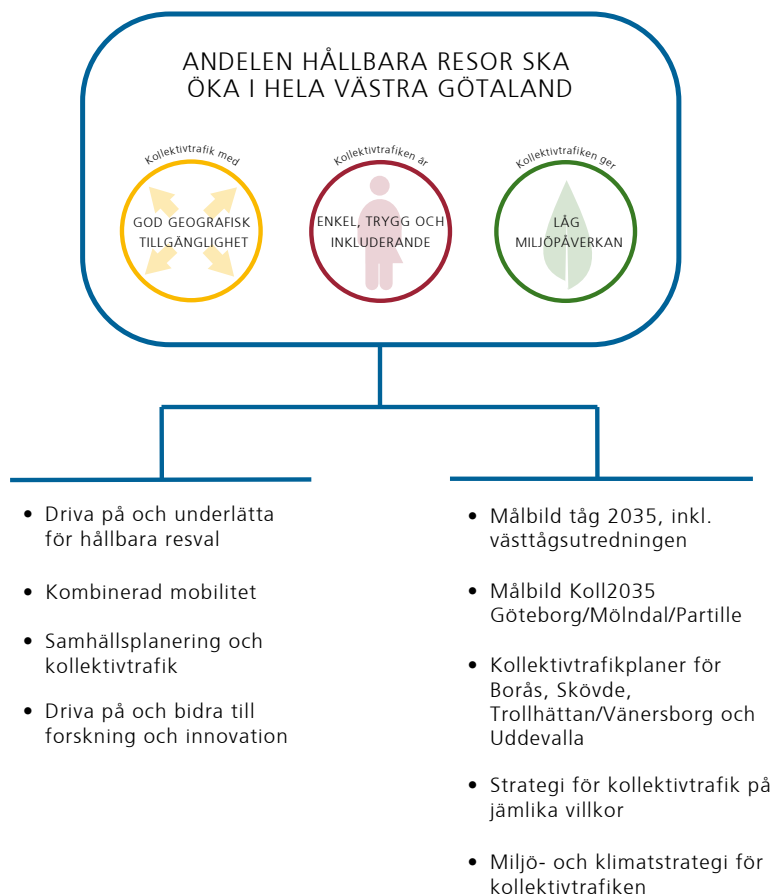 ANDELEN HÅLLBARA RESOR SKA
ÖKA I HELA VÄSTRA GÖTALAND
Kollektivtrafik med
GOD GEOGRAFISK
TILLGÄNGLIGHET
Kollektivtrafiken är
ENKEL, TRYGG OCH
INKLUDERANDE
Kollektivtrafiken ger
LÅG
MILJÖPÅVERKAN
• Driva på och underlätta
för hållbara resval
• Kombinerad mobilitet
• Samhällsplanering och
kollektivtrafik
• Driva på och bidra till
forskning och innovation
• Målbild tåg 2035, inkl.
västtågsutredningen
• Målbild Koll2035
Göteborg/Mölndal/Partille
• Kollektivtrafikplaner för
Borås, Skövde,
Trollhättan/Vänersborg och
Uddevalla
• Strategi för kollektivtrafik på
jämlika villkor
• Miljö- och klimatstrategi för
kollektivtrafiken